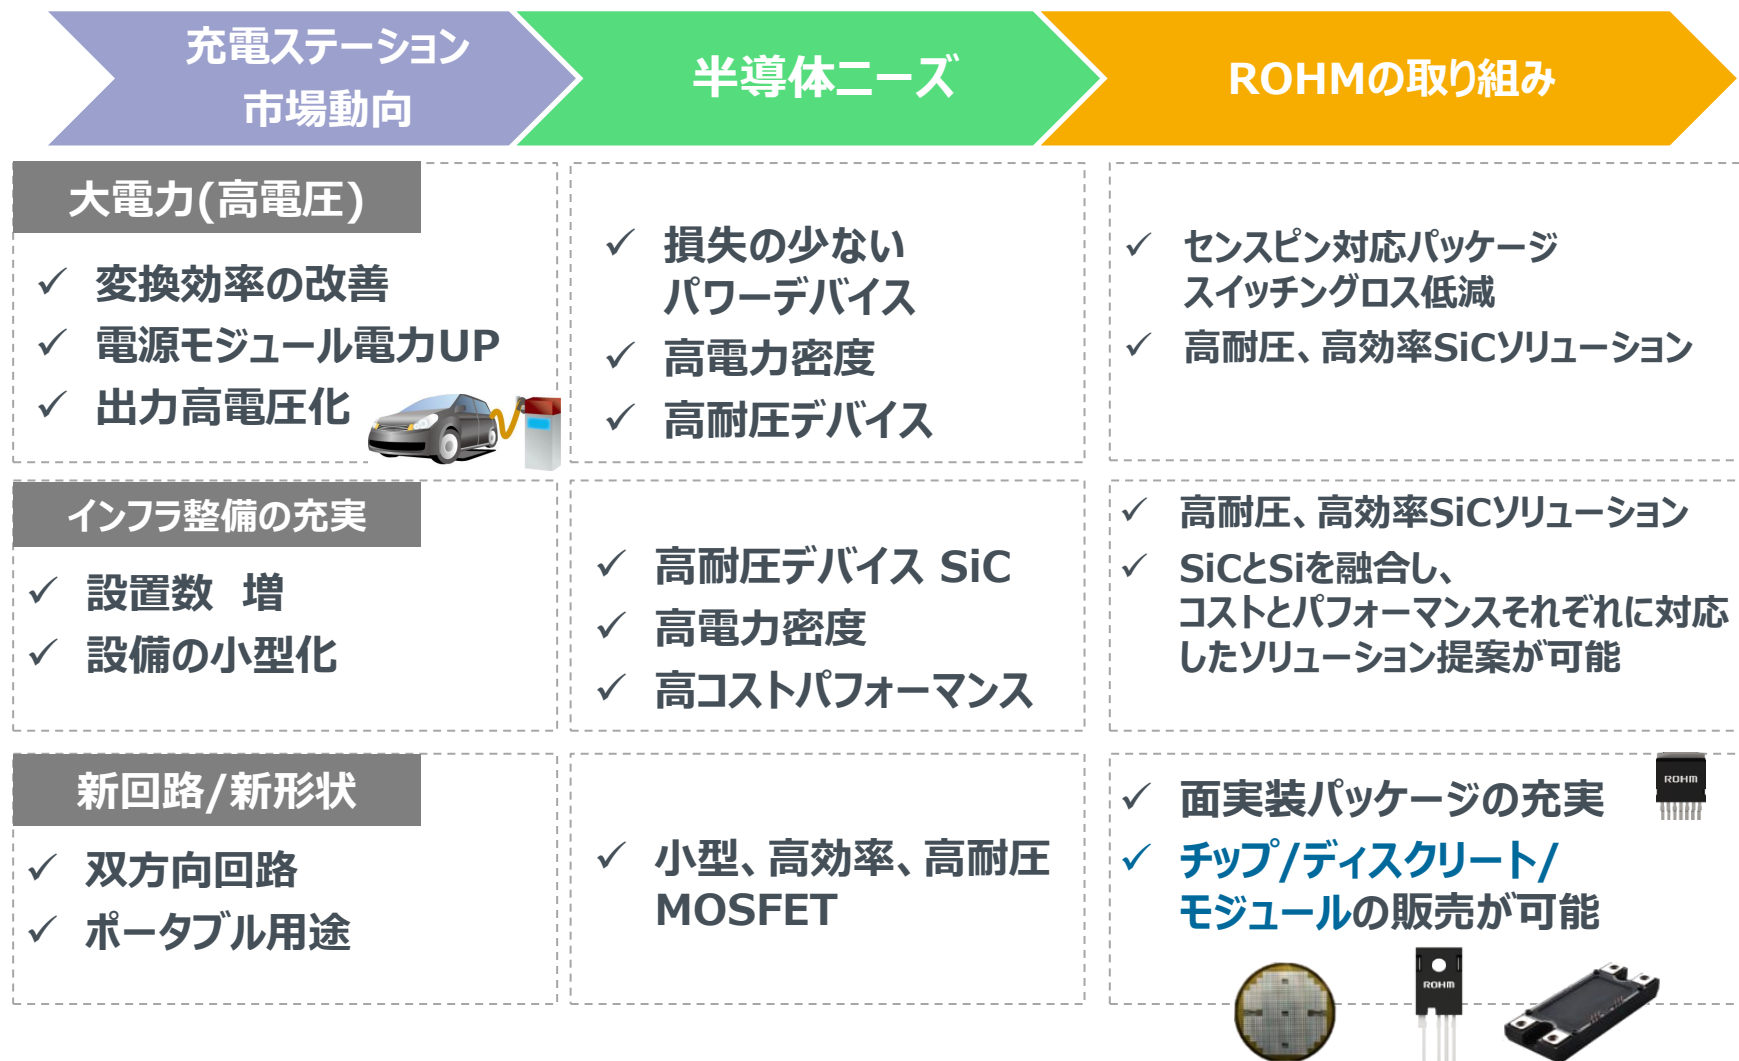 充電ステーション
市場動向
半導体ニーズ
ROHMの取り組み
大電力(高電圧)
✓ 変換効率の改善
✓ 電源モジュール電力UP
✓ 出力高電圧化
✓ 損失の少ない
パワーデバイス
✓ 高電力密度
✓ 高耐圧デバイス
✓ センスピン対応パッケージ
スイッチングロス低減
✓ 高耐圧、高効率SiCソリューション
インフラ整備の充実
✓ 設置数 増
✓ 設備の小型化
✓ 高耐圧デバイス SiC
✓ 高電力密度
✓ 高コストパフォーマンス
✓ 高耐圧、高効率SiCソリューション
✓ SiCとSiを融合し、
コストとパフォーマンスそれぞれに対応
したソリューション提案が可能
新回路/新形状
✓ 双方向回路
✓ ポータブル用途
✓ 小型、高効率、高耐圧
MOSFET
✓ 面実装パッケージの充実
ROHM
✓ チップ/ディスクリート/
モジュールの販売が可能
ROHM